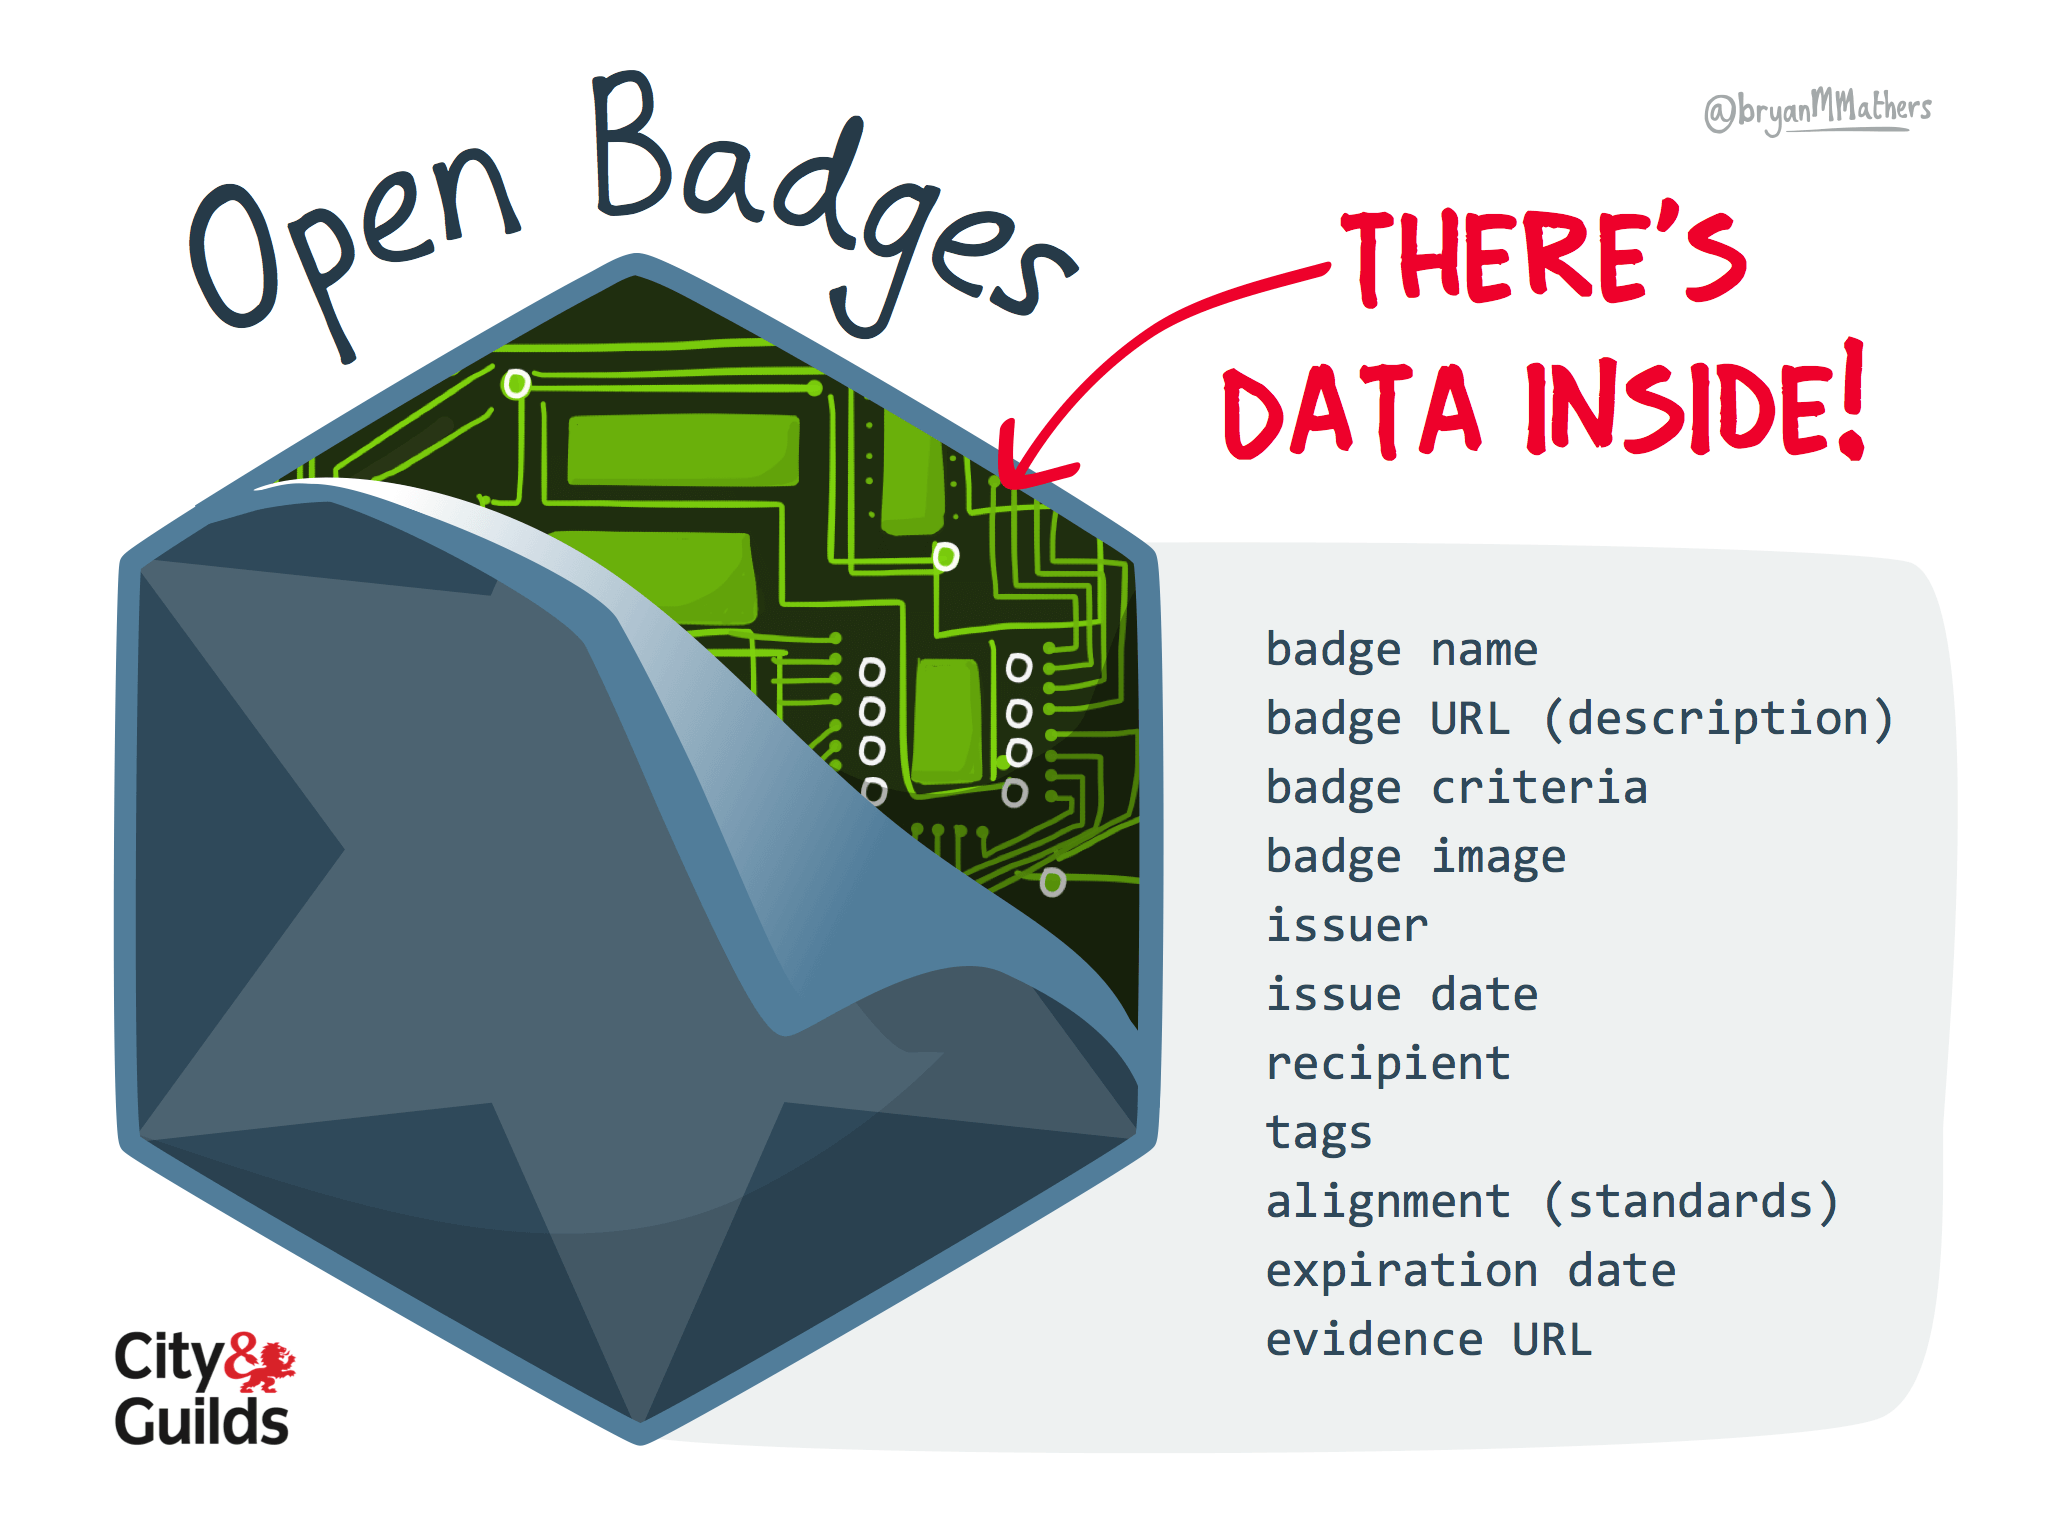 Open Badges
@bryanMMathers
THERE'S
DATA INSIDE!
badge name
badge URL (description)
badge criteria
badge image
issuer
issue date
recipient
tags
alignment (standards)
expiration date
evidence URL
City&
Guilds